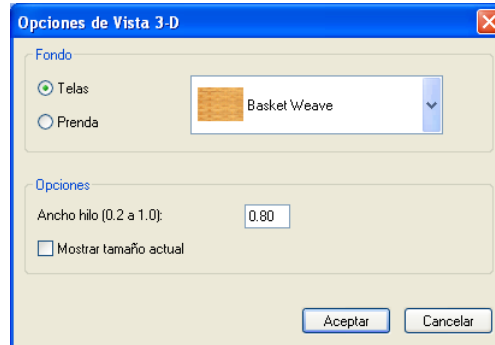 Opciones de Vista 3-D
Fondo
Telas
Basket Weave
Prenda
Opciones
Ancho hilo (0.2 a 1.0):
0.80
Mostrar tamaño actual
Aceptar
Cancelar